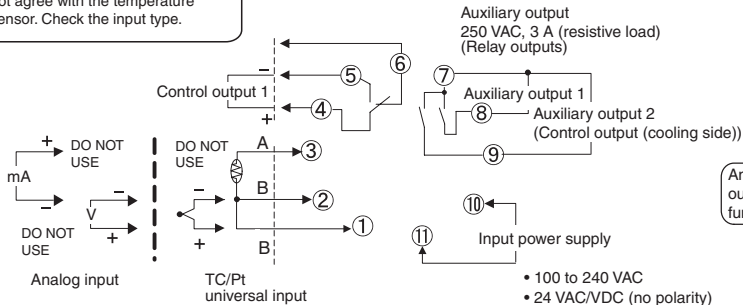 ot agree with the temperature
ensor. Check the input type.
Auxiliary output
250 VAC, 3 A (resistive load)
(Relay outputs)
Control output 1
−
+
⑤
④
⑥
⑦
Auxiliary output 1
⑧
Auxiliary output 2
(Control output (cooling side))
⑨
+
DO NOT
USE
mA
−
−
V
+
DO NOT
USE
Analog input
DO NOT
USE
A
③
−
B
②
+
①
B
TC/Pt
universal input
⑩
⑪
Input power supply
• 100 to 240 VAC
• 24 VAC/VDC (no polarity)
An
ou
fun